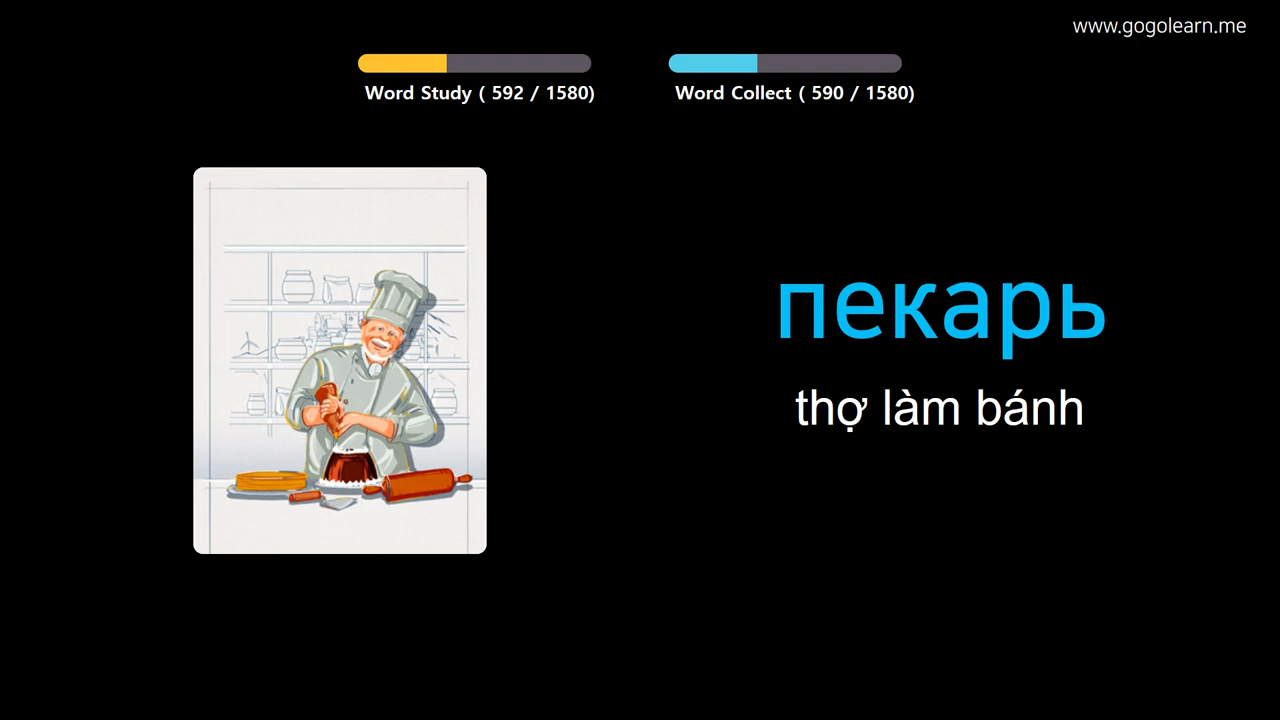 www.gogolearn.me
Word Study ( 592 / 1580)
Word Collect ( 590 / 1580)
пекарь
thợ làm bánh